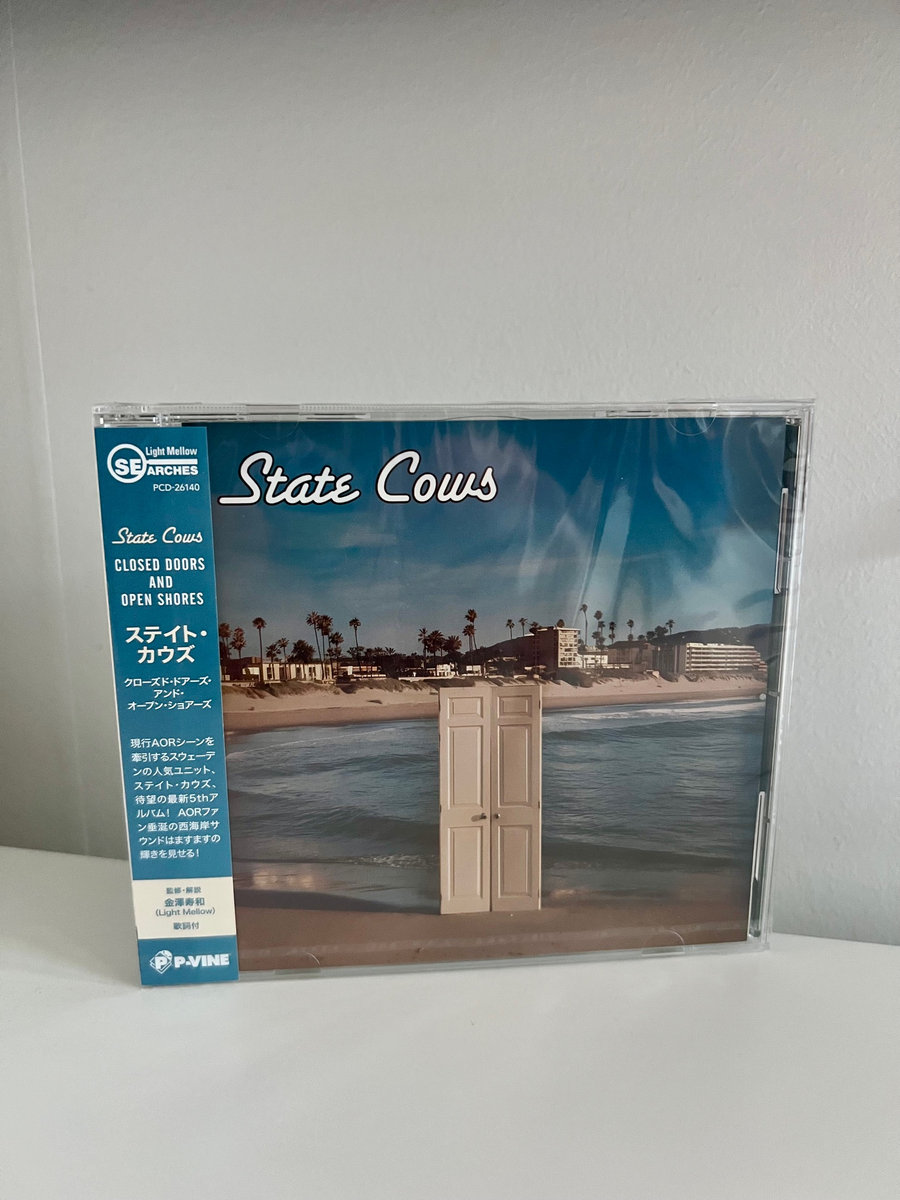 Light Mellow
SEARCHES
PCD-26140
State Cows
CLOSED DOORS
AND
OPEN SHORES
ステイト・
カウズ
クローズド・ドアーズ・
アンド・
オープン・ショアーズ
現行AORシーンを
牽引するスウェーデ
ンの人気ユニット、
ステイト・カウズ、
待望の最新5thア
ルバム! AORファ
ン垂涎の西海岸サ
ウンドはますますの
輝きを見せる!
監修・解説
金澤寿和
(Light Mellow)
歌詞付
P P-VINE
State Cows